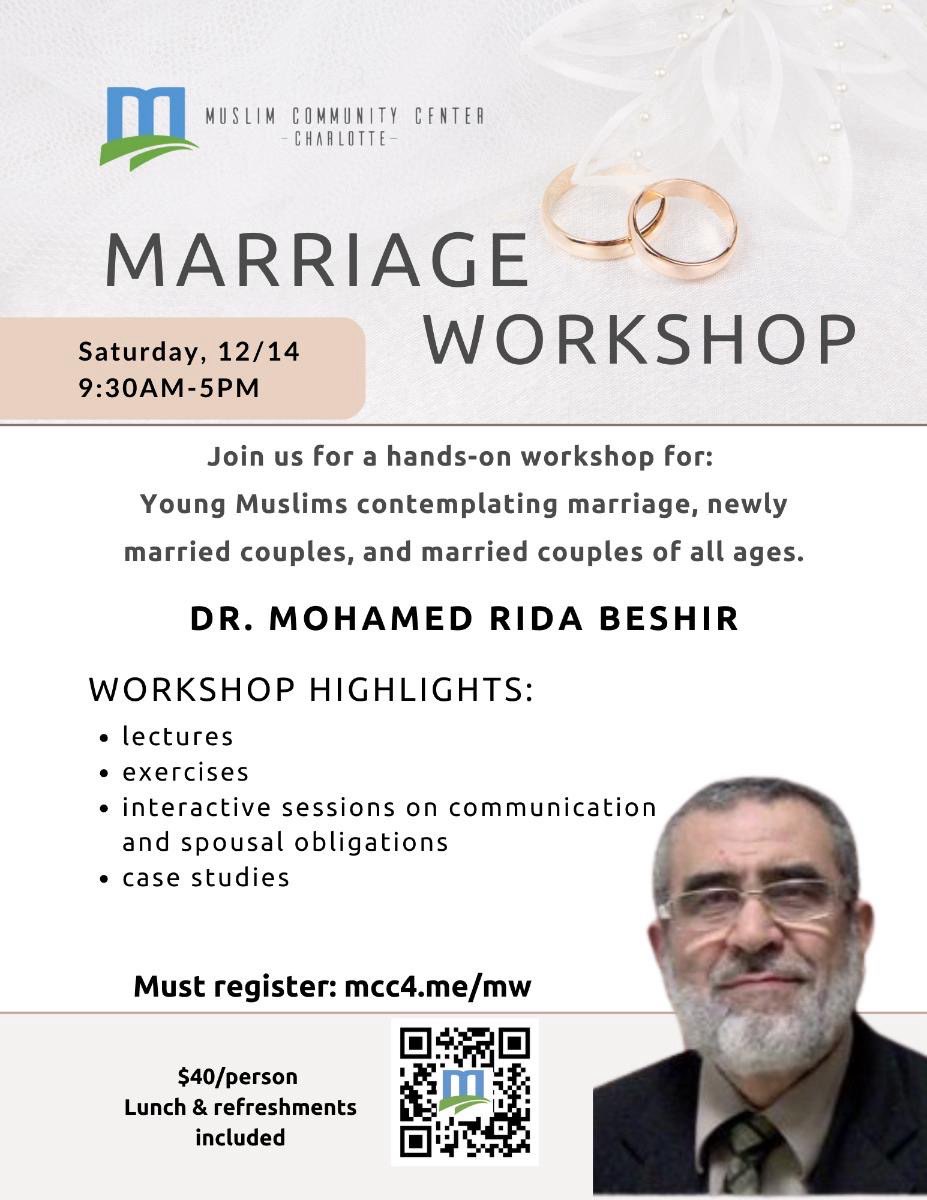 MUSLIM COMMUNITY CENTER
-CHARLOTTE-
MARRIAGE
WORKSHOP
Saturday, 12/14
9:30AM-5PM
Join us for a hands-on workshop for:
Young Muslims contemplating marriage, newly
married couples, and married couples of all ages.
DR. MOHAMED RIDA BESHIR
WORKSHOP HIGHLIGHTS:
• lectures
• exercises
• interactive sessions on communication
and spousal obligations
• case studies
Must register: mcc4.me/mw
$40/person
Lunch & refreshments
included